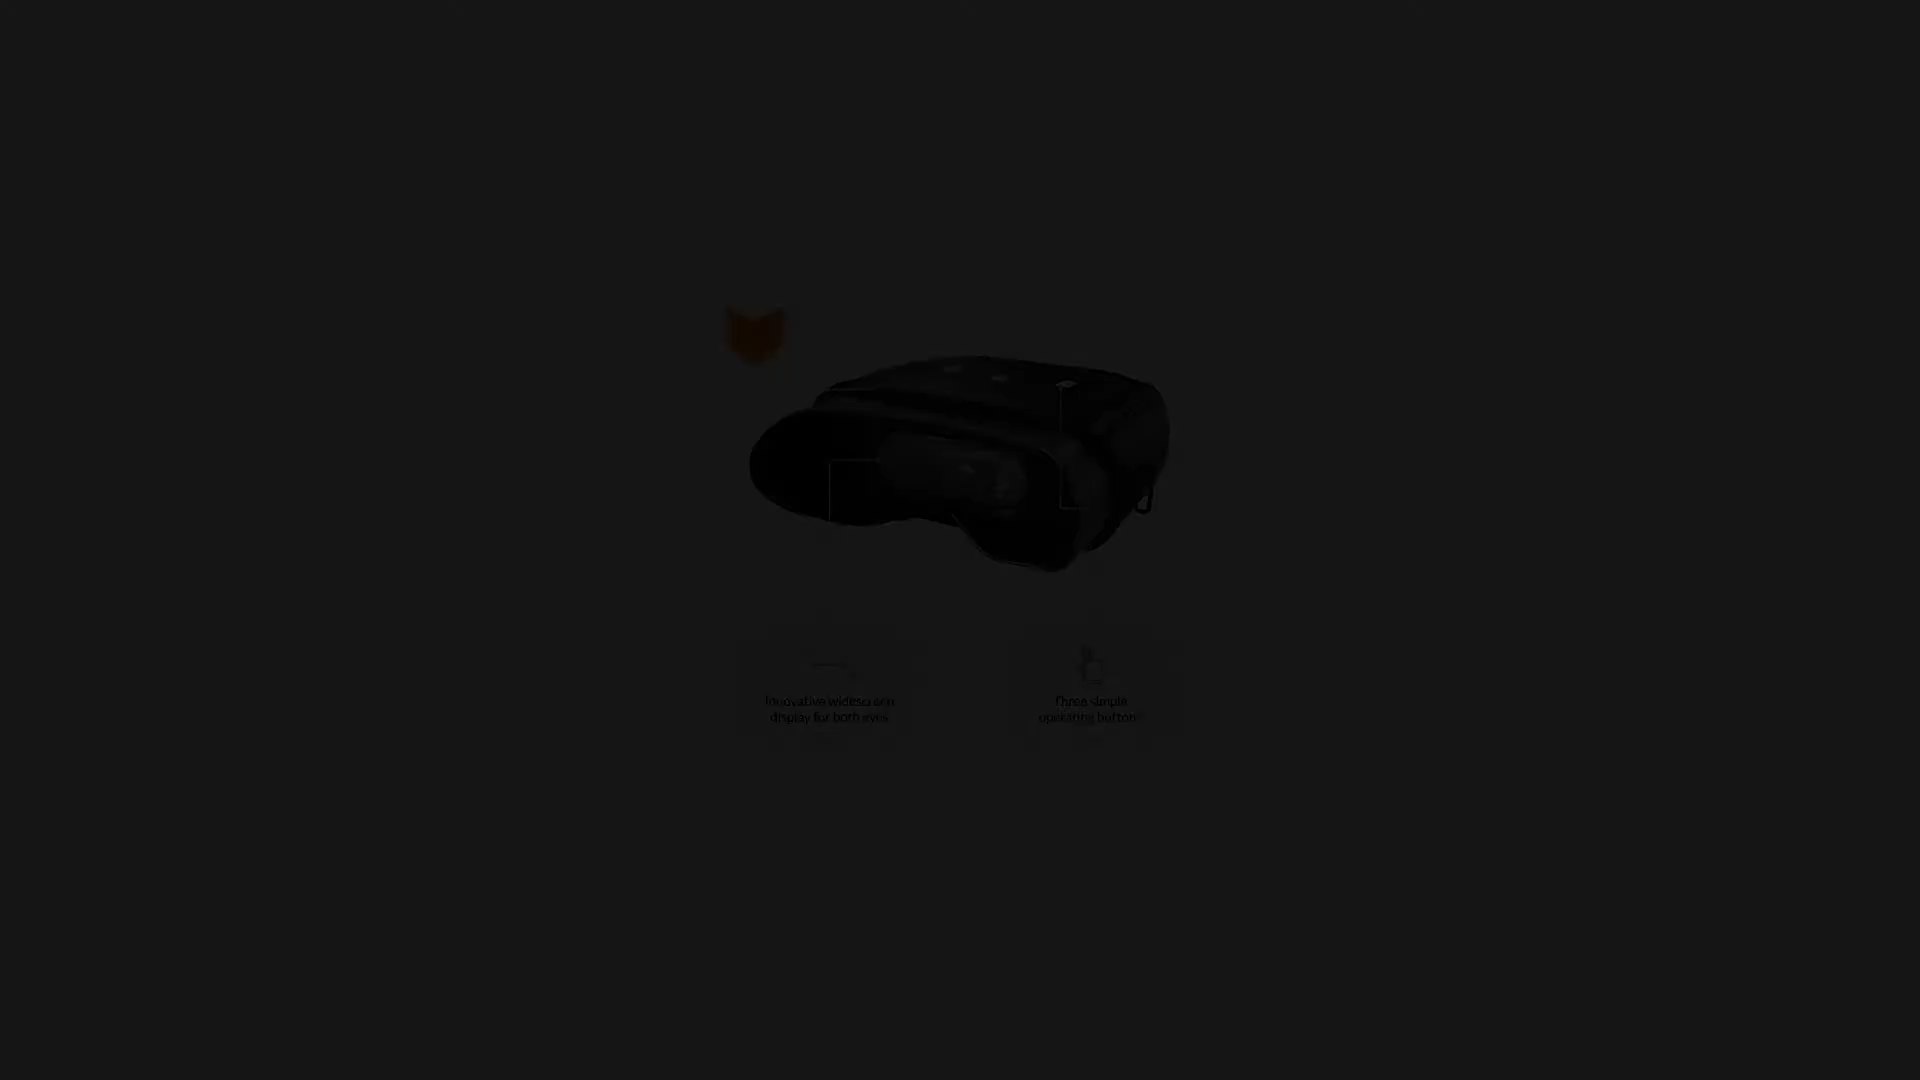 Innovative widescreen
display for both eyes
Three simple
operating buttons